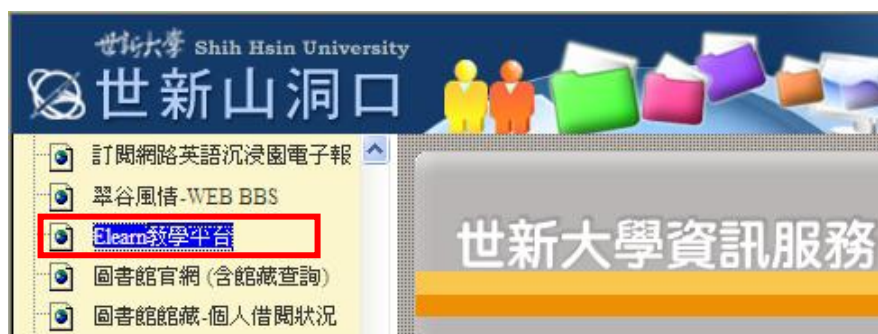 世新大學 Shih Hsin University
世新山洞口
訂閱網路英語沉浸園電子報
翠谷風情-WEB BBS
Elearn教學平台
圖書館官網 (含館藏查詢)
圖書館館藏-個人借閱狀況
世新大學資訊服務